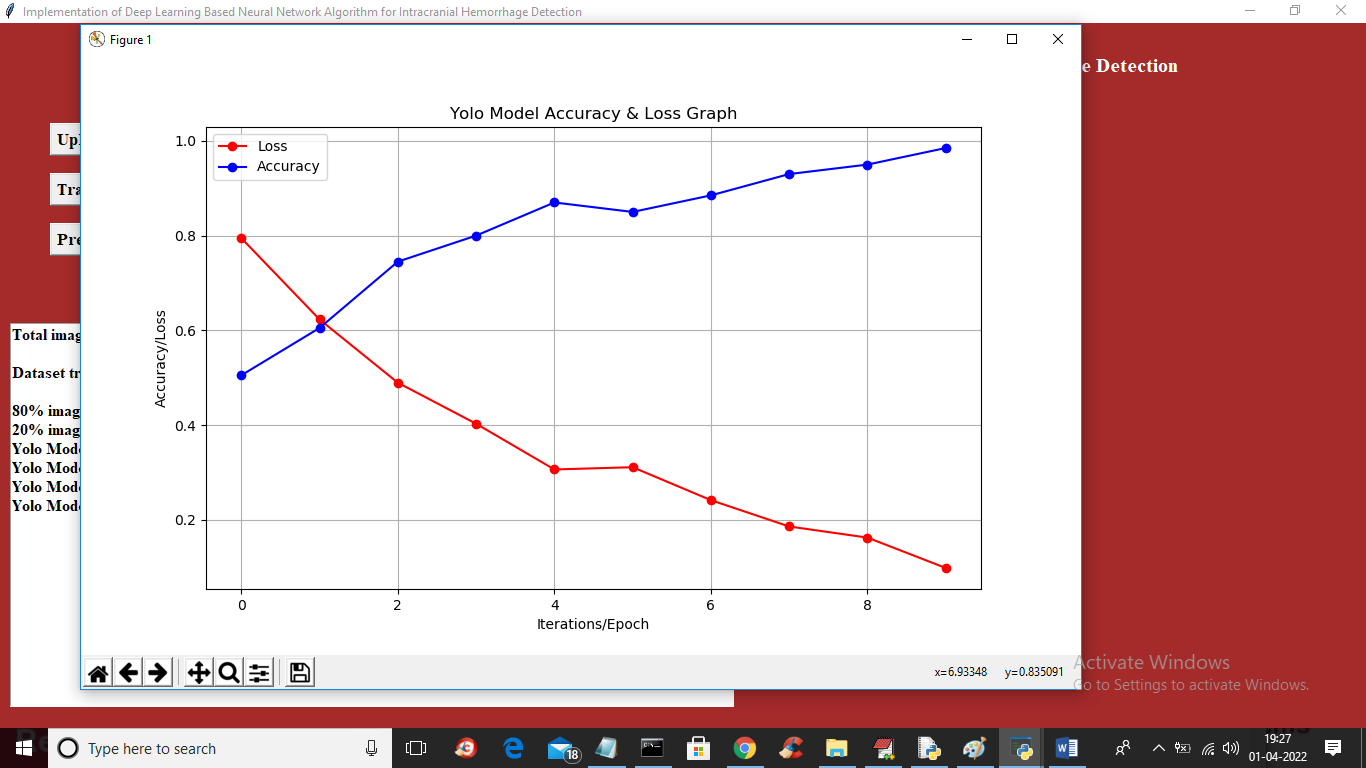 Implementation of Deep Learning Based Neural Network Algorithm for Intracranial Hemorrhage Detection
Figure 1
e Detection
Upl
Tra
Pre
Total imag
Dataset tr
80% imag
20% imag
Yolo Mode
Yolo Mode
Yolo Mode
Yolo Mode
Yolo Model Accuracy & Loss Graph
Loss
Accuracy
1.0
0.8
0.6
0.4
0.2
Accuracy/Loss
0 2 4 6 8
Iterations/Epoch
x=6.93348 y=0.835091
Activate Windows
Go to Settings to activate Windows.
Type here to search
18
19:27
01-04-2022